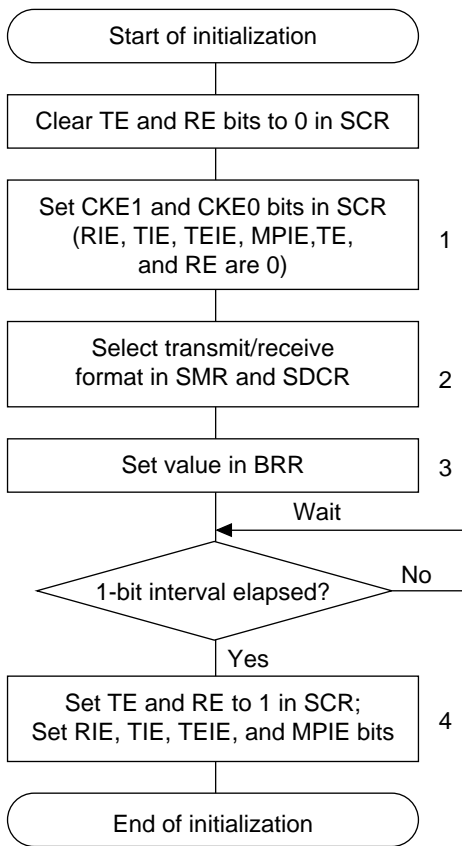 Start of initialization
Clear TE and RE bits to 0 in SCR
Set CKE1 and CKE0 bits in SCR
(RIE, TIE, TEIE, MPIE,TE,
and RE are 0)
1
Select transmit/receive
format in SMR and SDCR
2
Set value in BRR
3
Wait
1-bit interval elapsed?
No
Yes
Set TE and RE to 1 in SCR;
Set RIE, TIE, TEIE, and MPIE bits
4
End of initialization